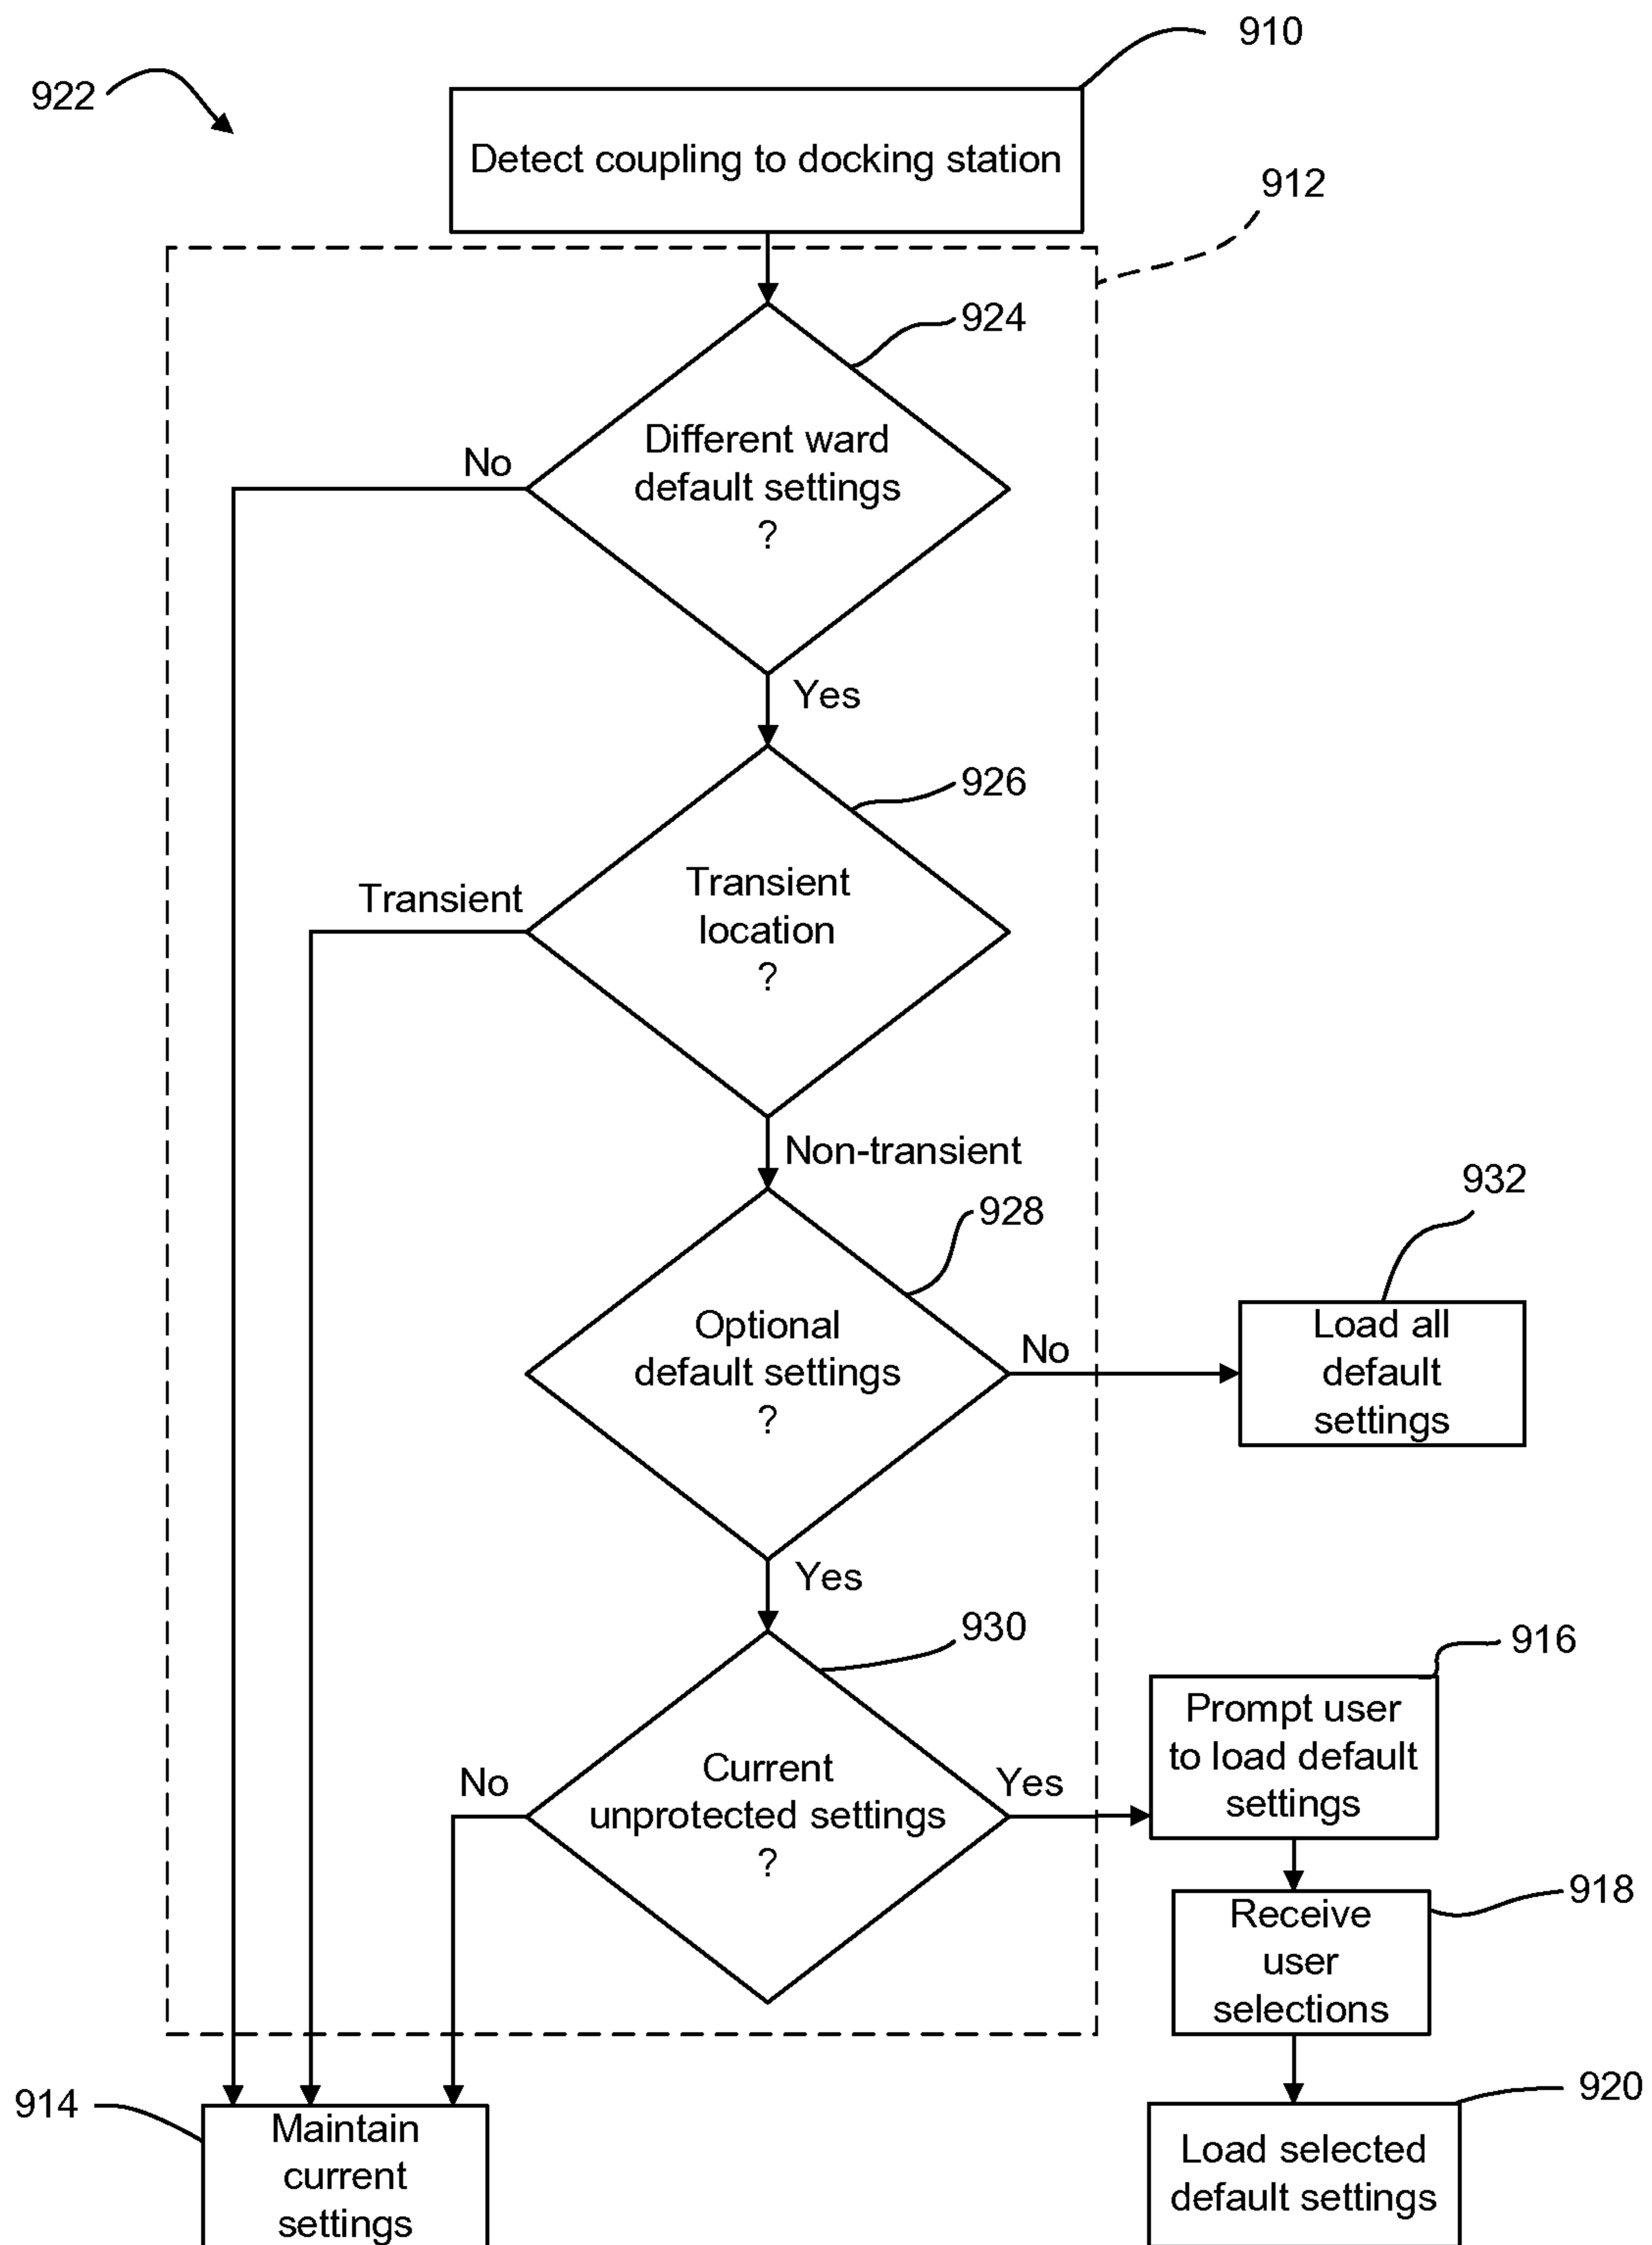 910
922
Detect coupling to docking station
912
924
Different ward
default settings
?
No
Yes
926
Transient
location
?
Transient
Non-transient
928
932
Optional
default settings
?
No
Load all
default
settings
Yes
930
916
Current
unprotected settings
?
No
Yes
Prompt user
to load default
settings
918
Receive
user
selections
914
920
Maintain
current
settings
Load selected
default settings